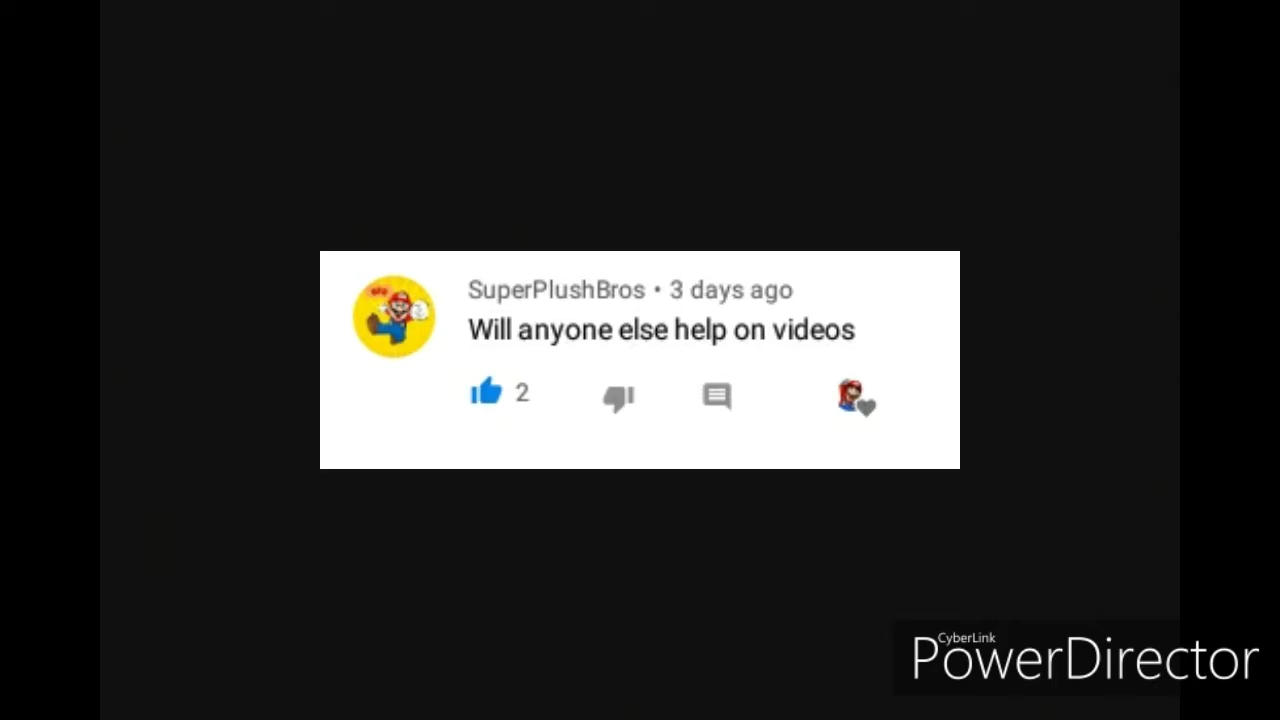 SuperPlushBros • 3 days ago
Will anyone else help on videos
2
CyberLink
PowerDirector